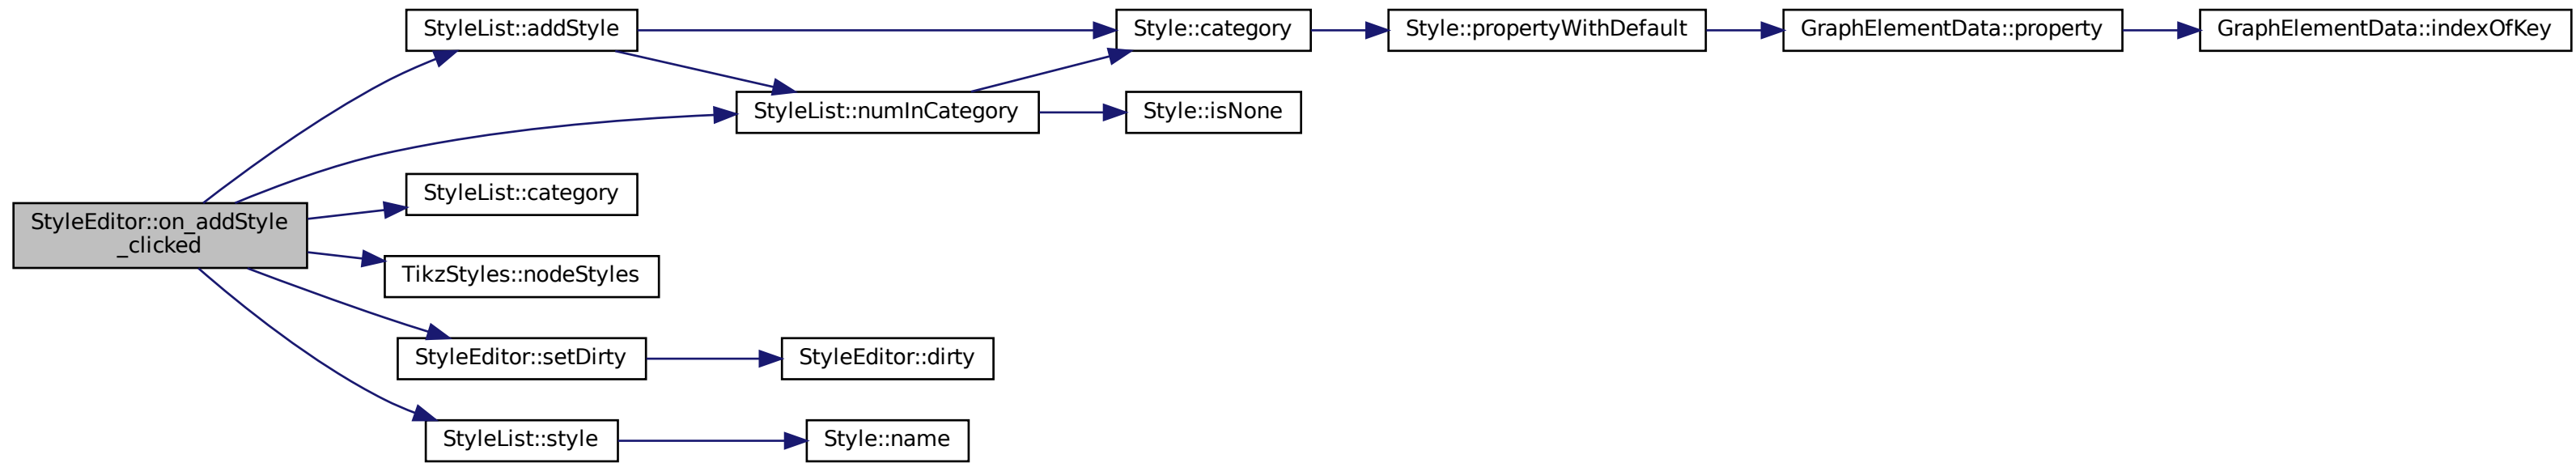 StyleList::addStyle
Style::category
Style::propertyWithDefault
GraphElementData::property
GraphElementData::indexOfKey
StyleList::numInCategory
Style::isNone
StyleList::category
StyleEditor::on_addStyle
_clicked
TikzStyles::nodeStyles
StyleEditor::setDirty
StyleEditor::dirty
StyleList::style
Style::name